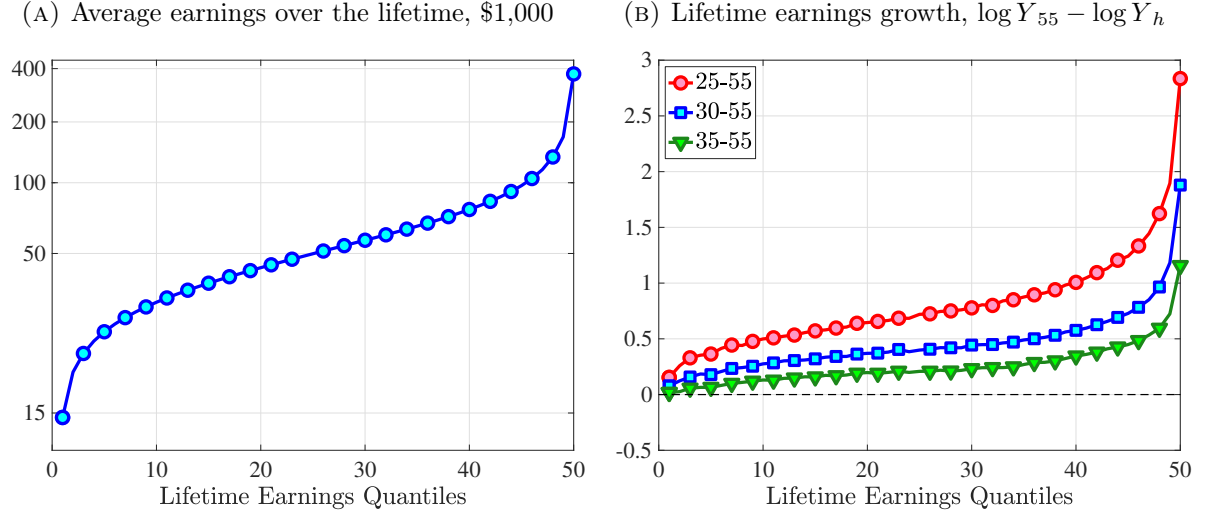 (A) Average earnings over the lifetime, $1,000
400
200
100
50
15
0 10 20 30 40 50
Lifetime Earnings Quantiles
(B) Lifetime earnings growth, log Y₅₅ − log Yₕ
3
2.5
2
1.5
1
0.5
0
-0.5
25-55
30-55
35-55
0 10 20 30 40 50
Lifetime Earnings Quantiles